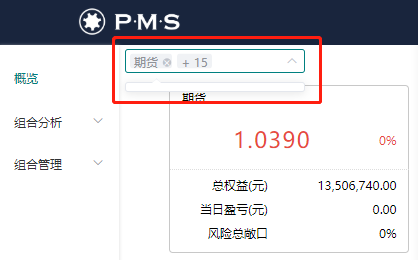 P·M·S
期货 + 15
概览
期货
1.0390 0%
组合分析
总权益(元) 13,506,740.00
组合管理
当日盈亏(元) 0.00
风险总敞口 0%